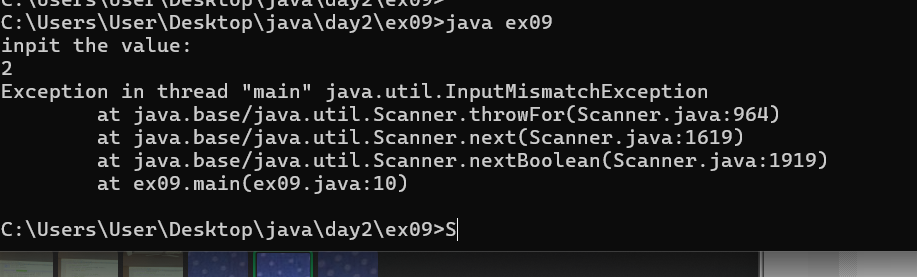 C:\Users\User\Desktop\java\day2\ex09>
C:\Users\User\Desktop\java\day2\ex09>java ex09
inpit the value:
2
Exception in thread "main" java.util.InputMismatchException
        at java.base/java.util.Scanner.throwFor(Scanner.java:964)
        at java.base/java.util.Scanner.next(Scanner.java:1619)
        at java.base/java.util.Scanner.nextBoolean(Scanner.java:1919)
        at ex09.main(ex09.java:10)
C:\Users\User\Desktop\java\day2\ex09>S